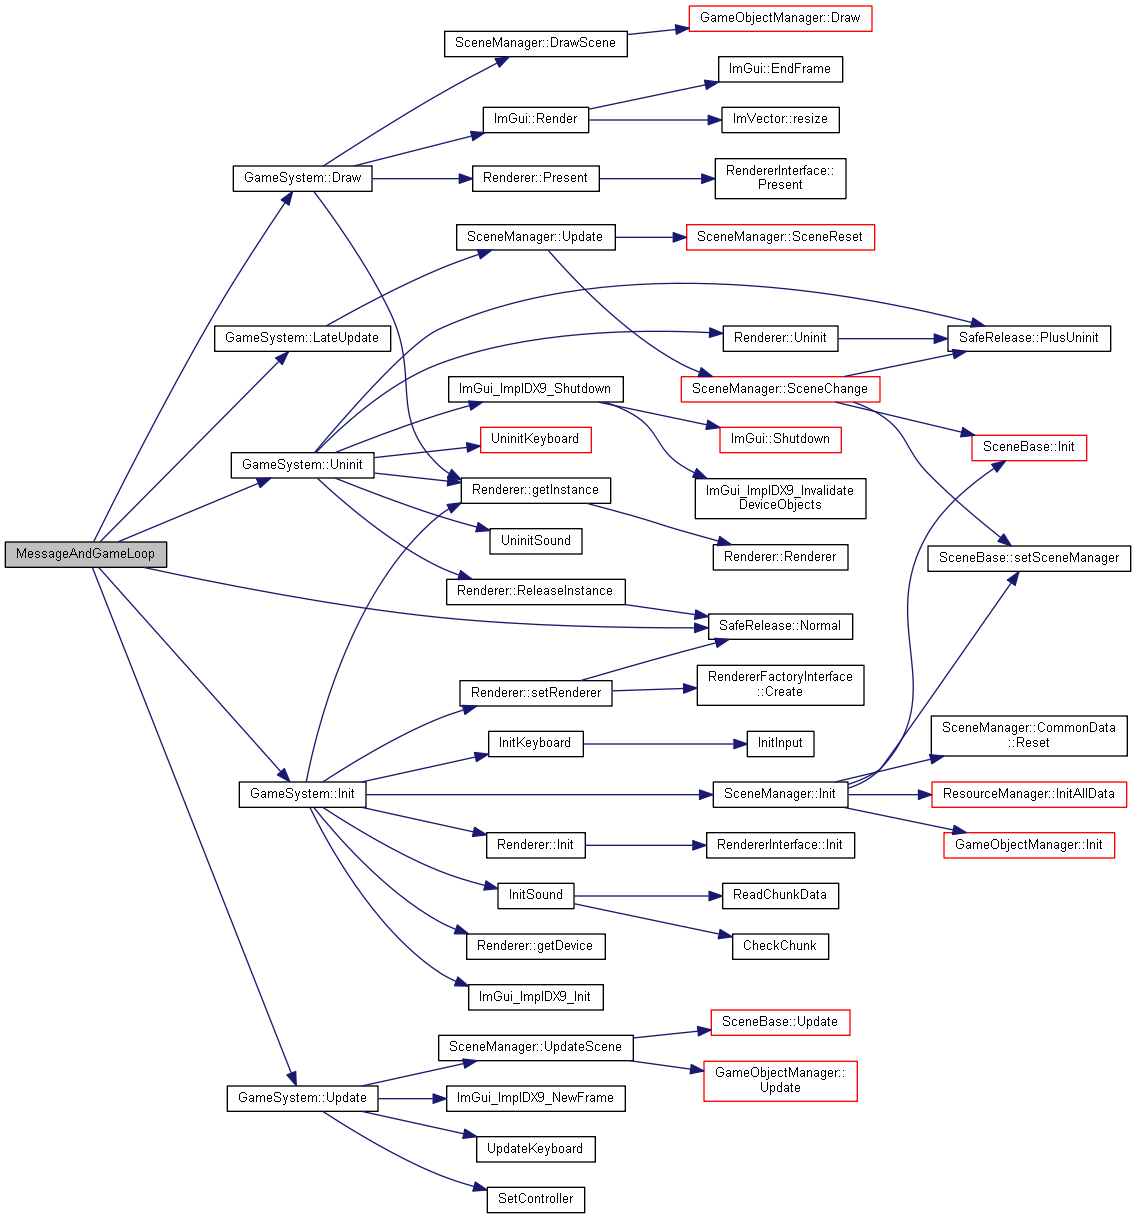 GameObjectManager::Draw
SceneManager::DrawScene
ImGui::EndFrame
ImGui::Render
ImVector::resize
GameSystem::Draw
Renderer::Present
RendererInterface::
Present
SceneManager::Update
SceneManager::SceneReset
GameSystem::LateUpdate
Renderer::Uninit
SafeRelease::PlusUninit
ImGui_ImplDX9_Shutdown
SceneManager::SceneChange
UninitKeyboard
ImGui::Shutdown
SceneBase::Init
GameSystem::Uninit
Renderer::getInstance
ImGui_ImplDX9_Invalidate
DeviceObjects
UninitSound
MessageAndGameLoop
Renderer::Renderer
SceneBase::setSceneManager
Renderer::ReleaseInstance
SafeRelease::Normal
Renderer::setRenderer
RendererFactoryInterface
::Create
InitKeyboard
InitInput
SceneManager::CommonData
::Reset
GameSystem::Init
SceneManager::Init
ResourceManager::InitAllData
Renderer::Init
RendererInterface::Init
GameObjectManager::Init
InitSound
ReadChunkData
Renderer::getDevice
CheckChunk
ImGui_ImplDX9_Init
SceneBase::Update
SceneManager::UpdateScene
GameObjectManager::
Update
GameSystem::Update
ImGui_ImplDX9_NewFrame
UpdateKeyboard
SetController